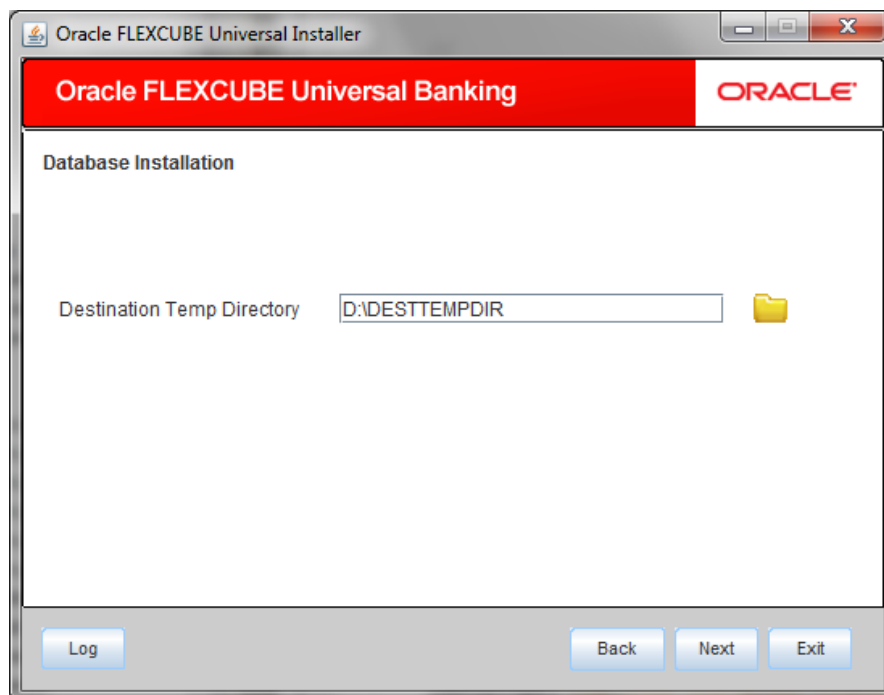 Oracle FLEXCUBE Universal Installer
Oracle FLEXCUBE Universal Banking
ORACLE
Database Installation
Destination Temp Directory D:\DESTTEMPDIR
Log Back Next Exit